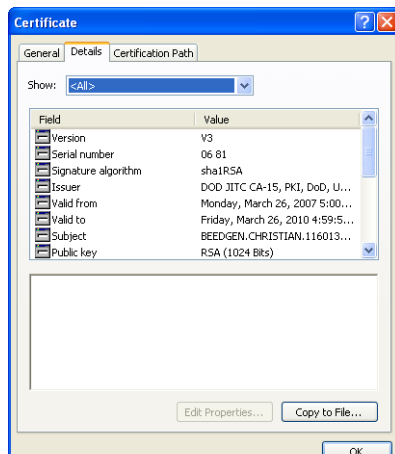 Certificate
General Details Certification Path
Show: <All>
Field Value
Version V3
Serial number 06 81
Signature algorithm sha1RSA
Issuer DOD JITC CA-15, PKI, DoD, U...
Valid from Monday, March 26, 2007 5:00...
Valid to Friday, March 26, 2010 4:59:5...
Subject BEEDGEN.CHRISTIAN.116013...
Public key RSA (1024 Bits)
Edit Properties... Copy to File...
OK